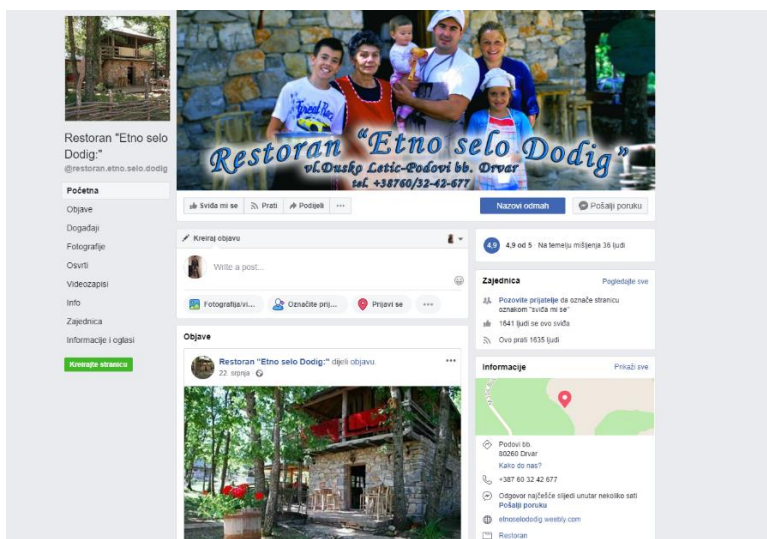 Restoran "Etno selo
Dodig:"
@restoran.etno.selo.dodig
Početna
Objave
Događaji
Fotografije
Osvrti
Videozapisi
Info
Zajednica
Informacije i oglasi
Kreirajte stranicu
Restoran "Etno selo Dodig"
vl.Dusko Letic-Podovi bb. Drvar
tel. +38760/32-42-677
Sviđa mi se
Prati
Podijeli
Nazovi odmah
Pošalji poruku
Kreiraj objavu
Write a post...
Fotografija/vi...
Označite prij...
Prijavi se
Objave
Restoran "Etno selo Dodig:" dijeli objavu.
22. srpnja
4,9
4,9 od 5 · Na temelju mišljenja 36 ljudi
Zajednica
Pogledajte sve
Pozovite prijatelje da označe stranicu
oznakom "sviđa mi se"
1641 ljudi se ovo sviđa
Ovo prati 1635 ljudi
Informacije
Prikaži sve
Podovi bb
80260 Drvar
Kako do nas?
+387 60 32 42 677
Odgovor najčešće slijedi unutar nekoliko sati
Pošalji poruku
etnoselododig.weebly.com
Restoran